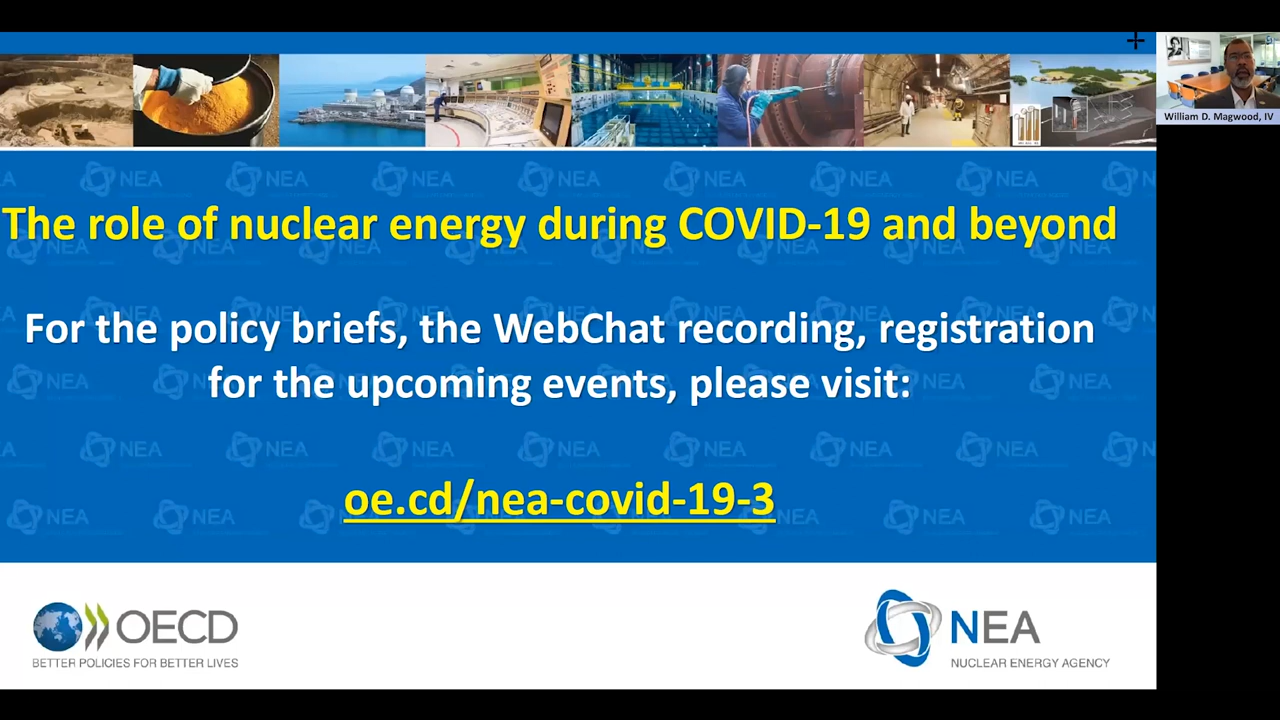 William D. Magwood, IV
The role of nuclear energy during COVID-19 and beyond
For the policy briefs, the WebChat recording, registration
for the upcoming events, please visit:
oe.cd/nea-covid-19-3
OECD
BETTER POLICIES FOR BETTER LIVES
NEA
NUCLEAR ENERGY AGENCY